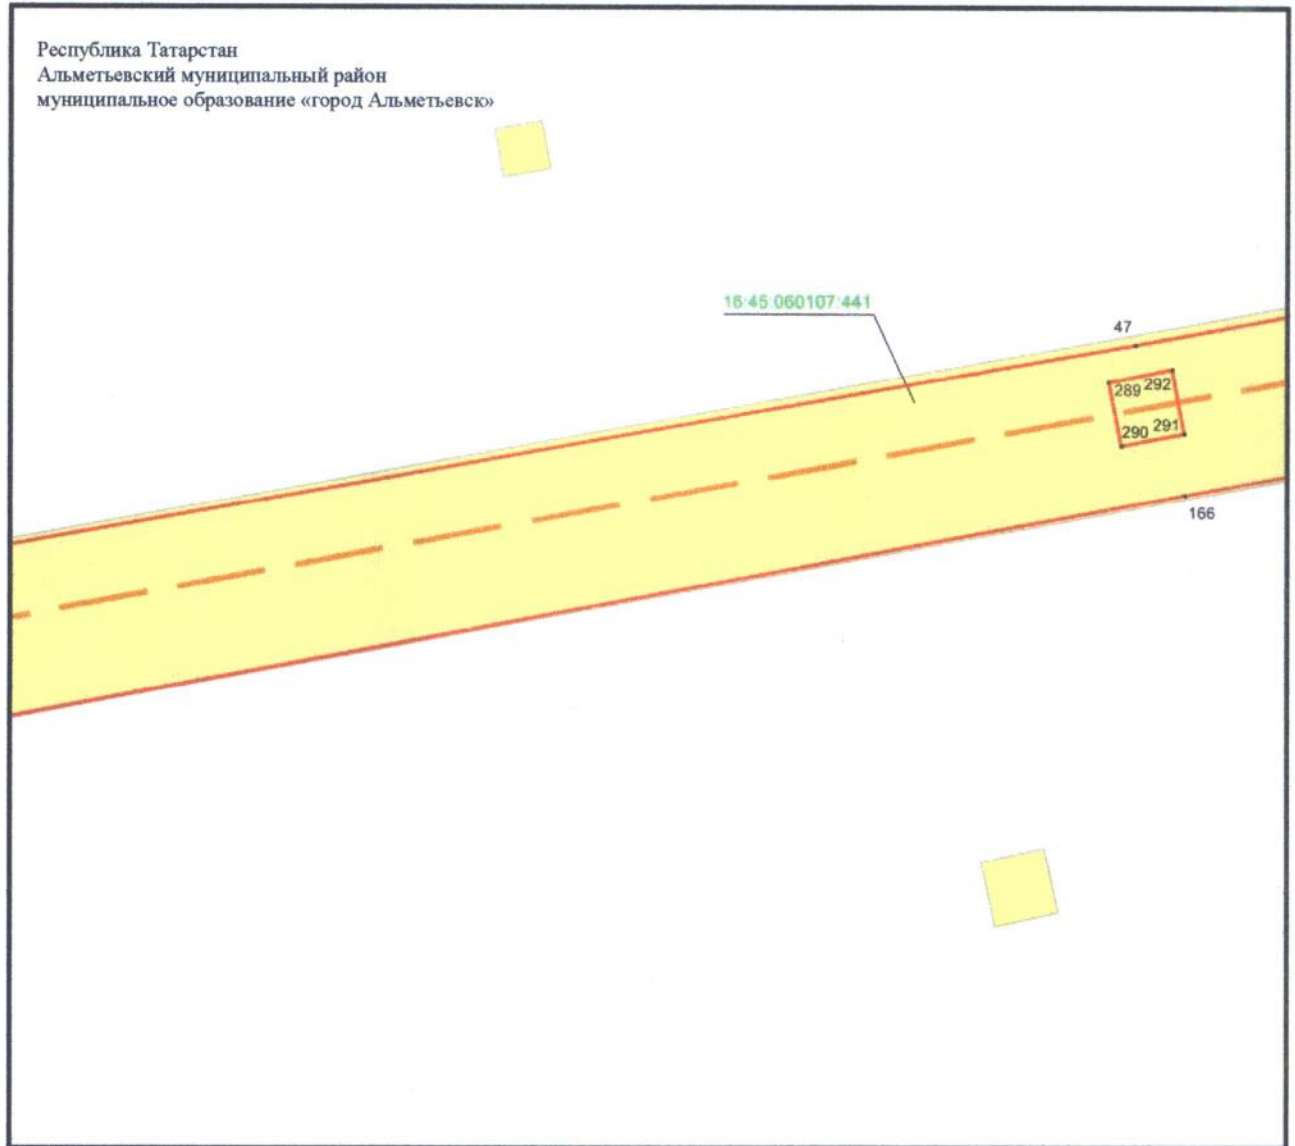 Республика Татарстан
Альметьевский муниципальный район
муниципальное образование «город Альметьевск»
16:45:060107:441
47
289 292
290 291
166